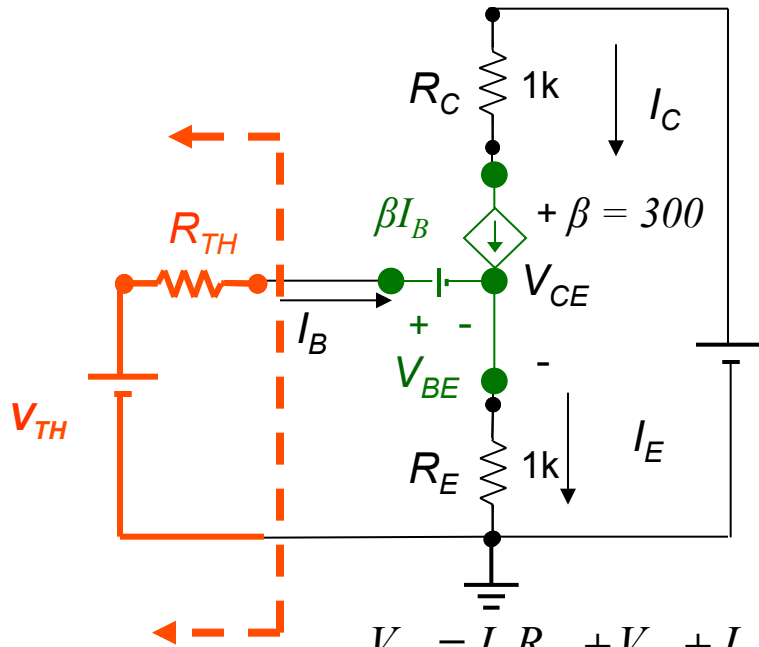 R_C 1k
I_C
βI_B
+ β = 300
R_TH
V_CE
I_B
+ -
V_BE
-
V_TH
R_E 1k
I_E